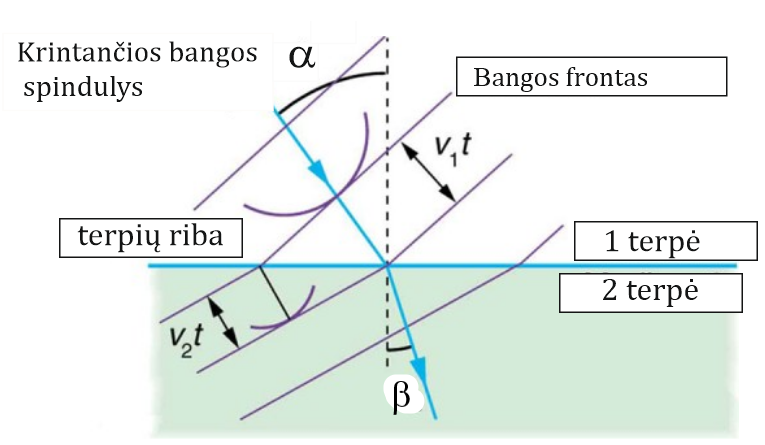 Krintančios bangos
spindulys
α
Bangos frontas
v₁t
terpių riba
1 terpė
2 terpė
v₂t
β